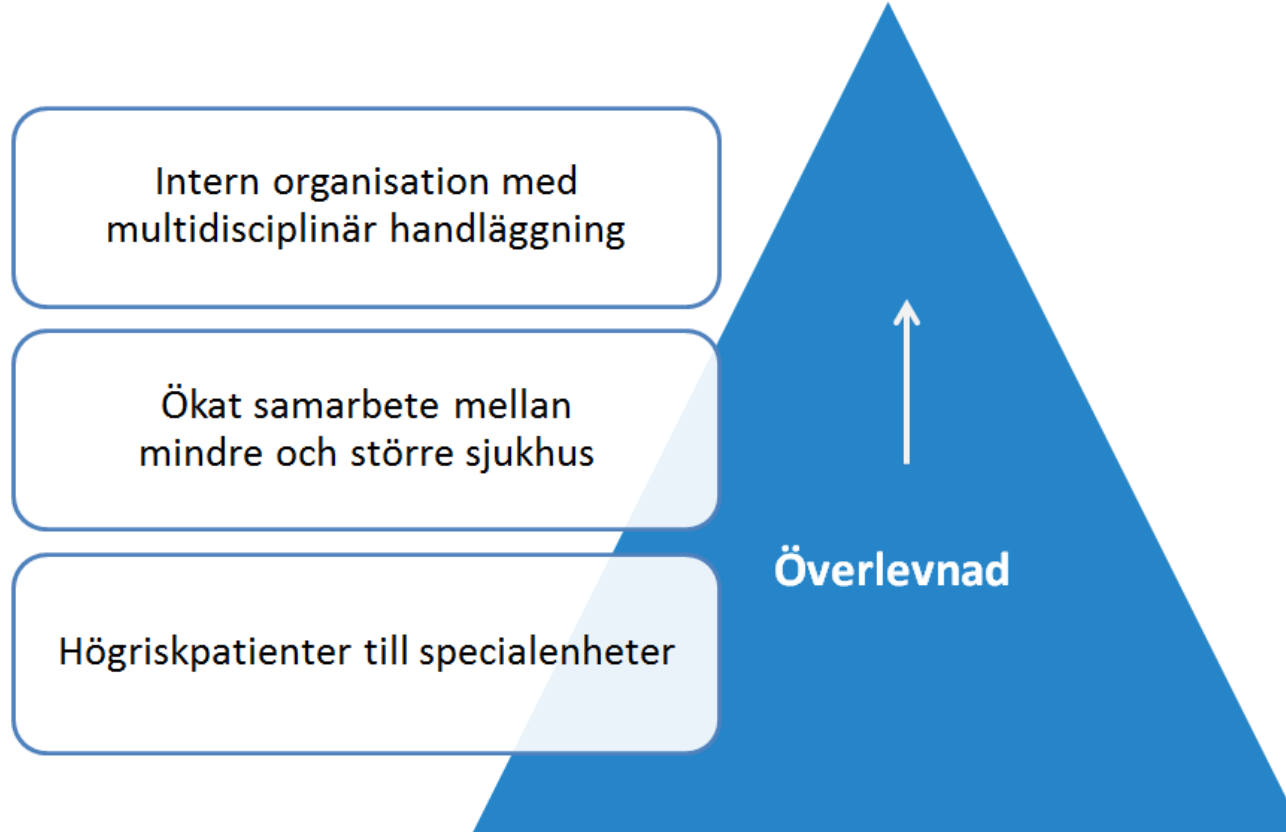 Intern organisation med
multidisciplinär handläggning
Ökat samarbete mellan
mindre och större sjukhus
Överlevnad
Högriskpatienter till specialenheter